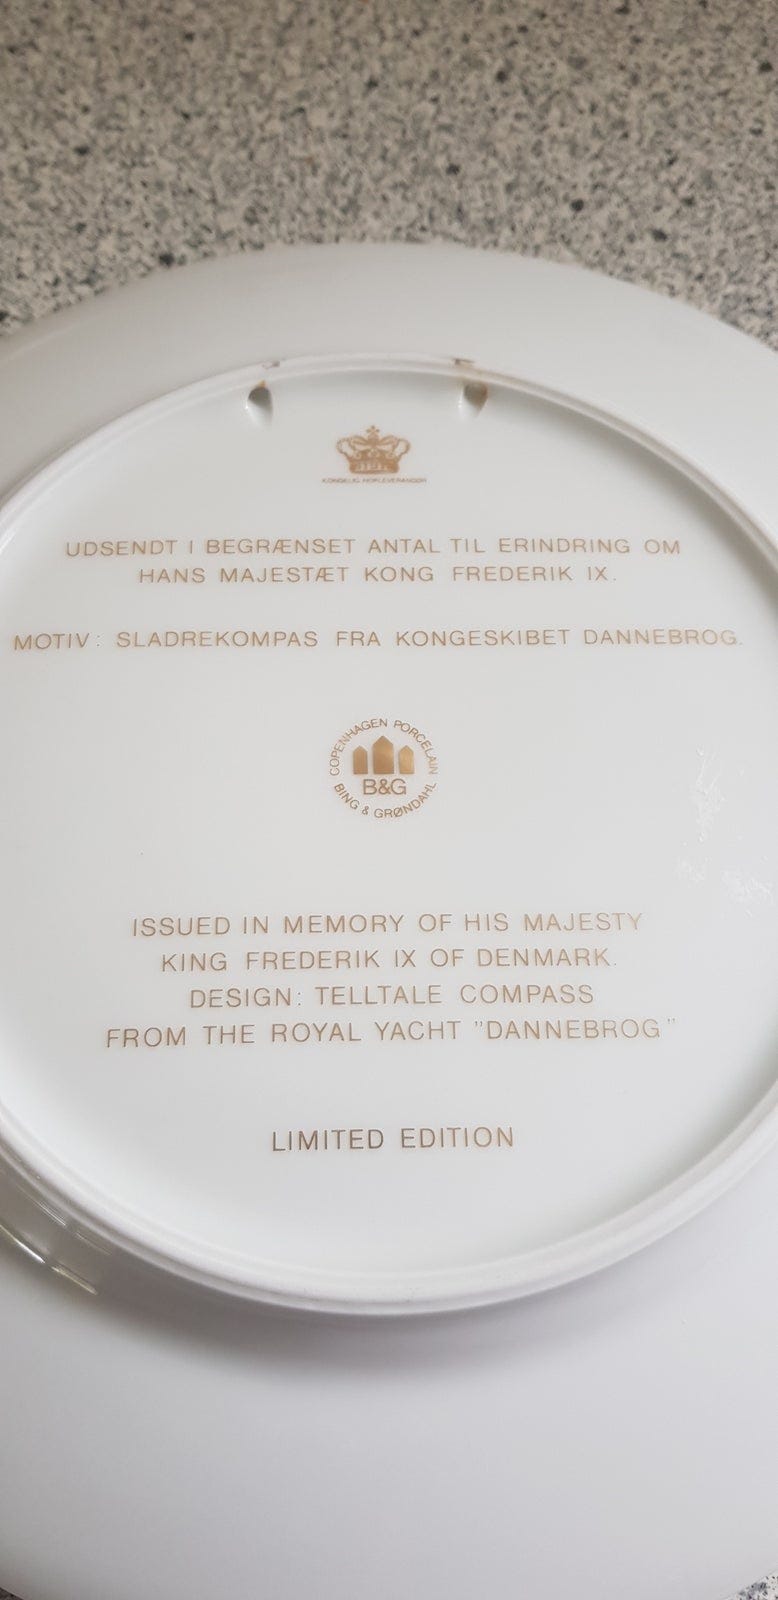 KONGELIG HOFLEVERANDØR
UDSENDT I BEGRÆNSET ANTAL TIL ERINDRING OM
HANS MAJESTÆT KONG FREDERIK IX.
MOTIV: SLADREKOMPAS FRA KONGESKIBET DANNEBROG.
COPENHAGEN PORCELAIN
B&G
BING & GRØNDAHL
ISSUED IN MEMORY OF HIS MAJESTY
KING FREDERIK IX OF DENMARK.
DESIGN: TELLTALE COMPASS
FROM THE ROYAL YACHT "DANNEBROG"
LIMITED EDITION